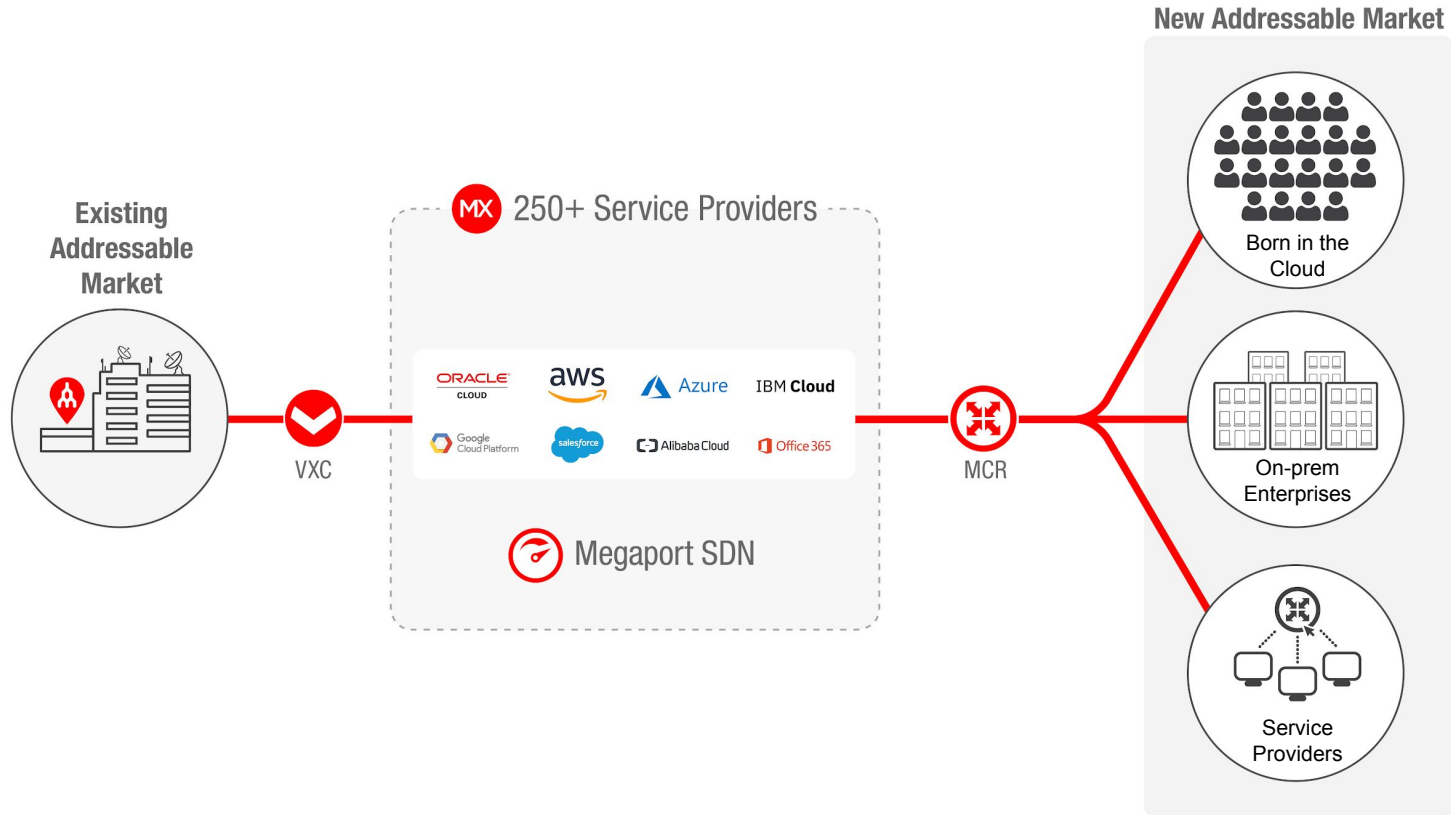 New Addressable Market
Existing
Addressable
Market
VXC
MX 250+ Service Providers
ORACLE
CLOUD
aws
Azure
IBM Cloud
Google
Cloud Platform
salesforce
Alibaba Cloud
Office 365
Megaport SDN
MCR
Born in the
Cloud
On-prem
Enterprises
Service
Providers